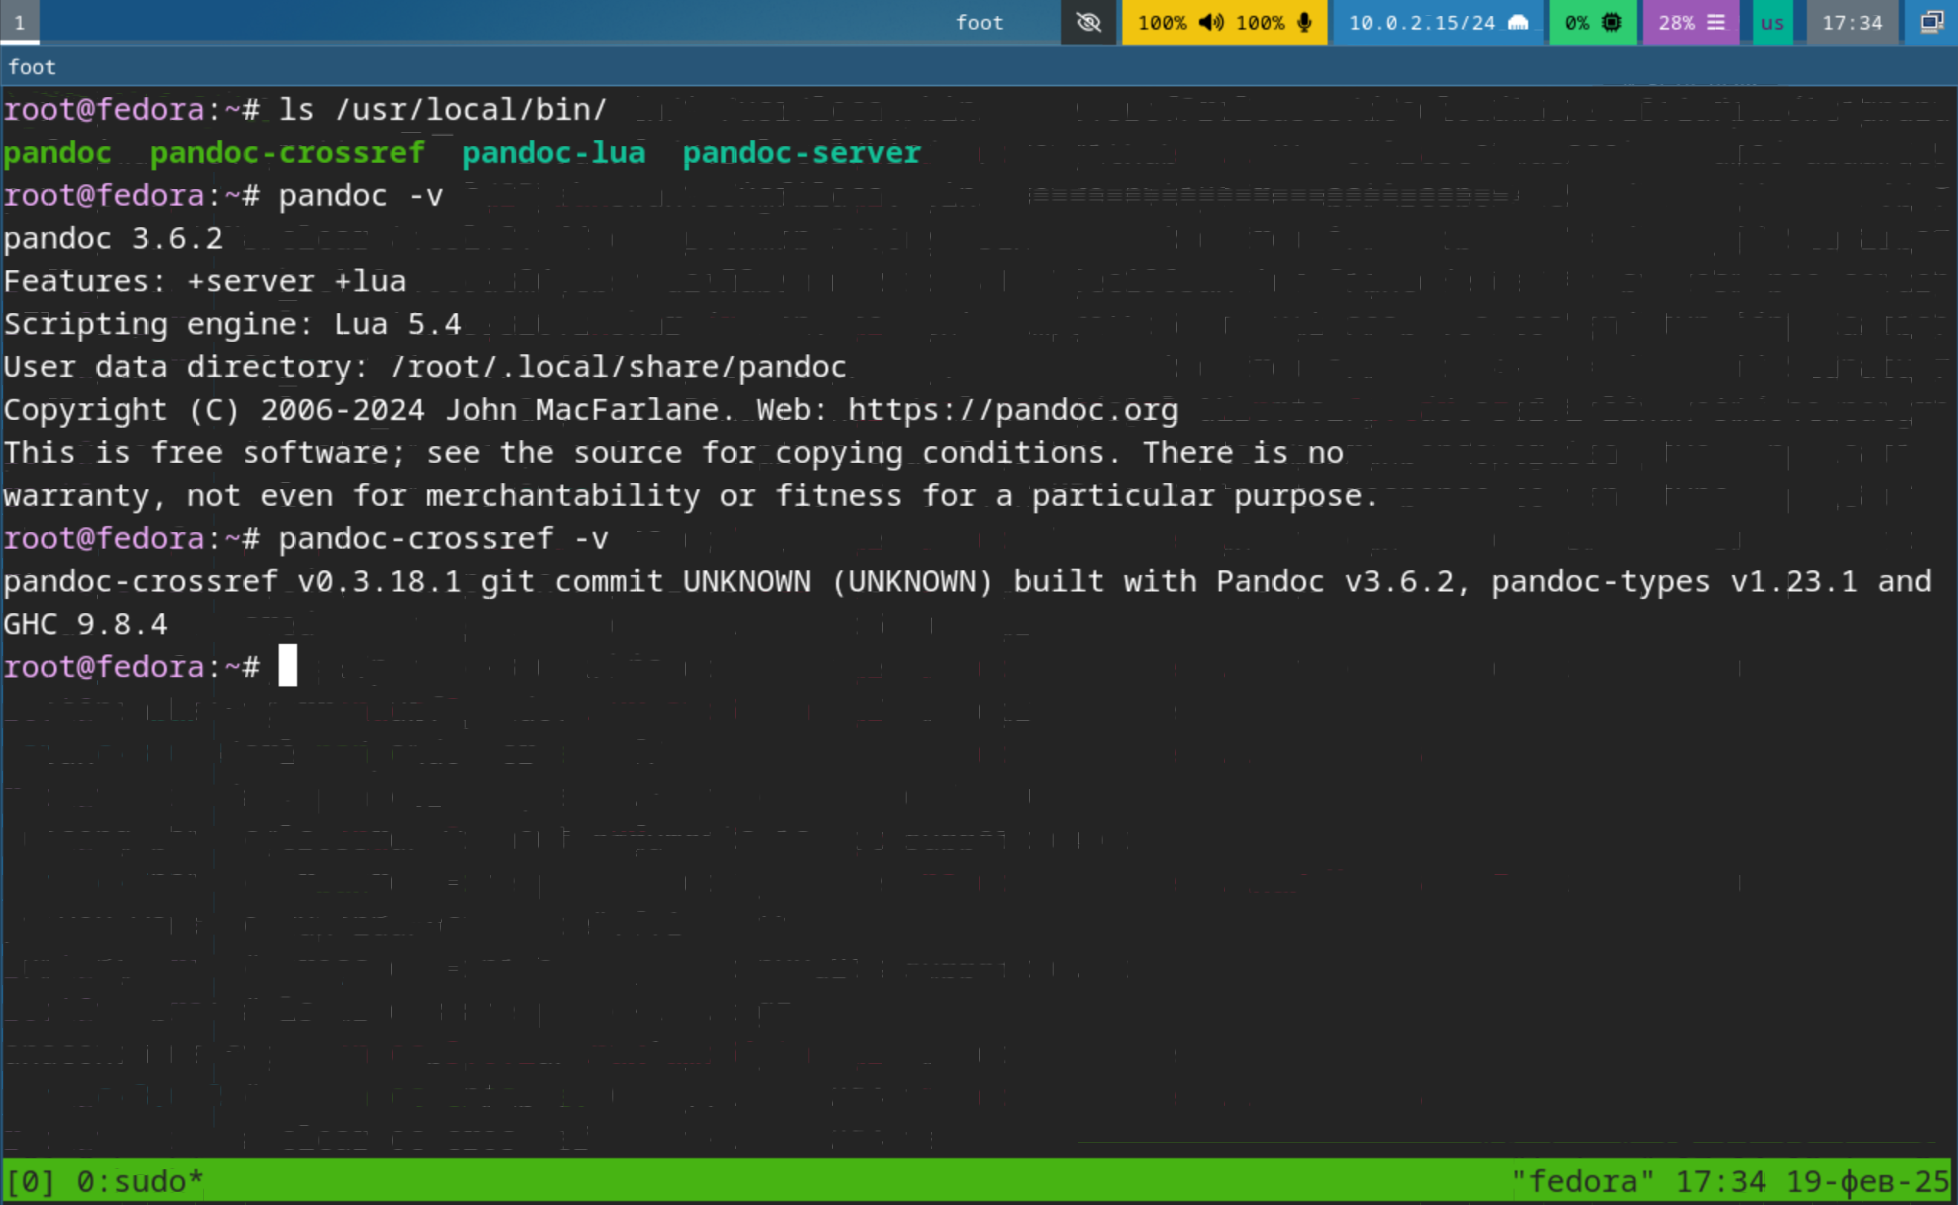 1 foot 100% 100% 10.0.2.15/24 0% 28% us 17:34
foot
root@fedora:~# ls /usr/local/bin/
pandoc  pandoc-crossref  pandoc-lua  pandoc-server
root@fedora:~# pandoc -v
pandoc 3.6.2
Features: +server +lua
Scripting engine: Lua 5.4
User data directory: /root/.local/share/pandoc
Copyright (C) 2006-2024 John MacFarlane. Web: https://pandoc.org
This is free software; see the source for copying conditions. There is no
warranty, not even for merchantability or fitness for a particular purpose.
root@fedora:~# pandoc-crossref -v
pandoc-crossref v0.3.18.1 git commit UNKNOWN (UNKNOWN) built with Pandoc v3.6.2, pandoc-types v1.23.1 and
GHC 9.8.4
root@fedora:~#
[0] 0:sudo* "fedora" 17:34 19-фев-25